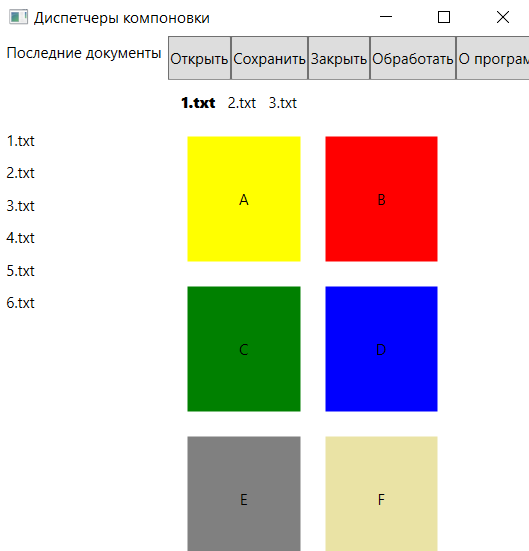 Диспетчеры компоновки
Последние документы
Открыть Сохранить Закрыть Обработать О програм
1.txt 2.txt 3.txt
1.txt
2.txt
3.txt
4.txt
5.txt
6.txt
A B
C D
E F